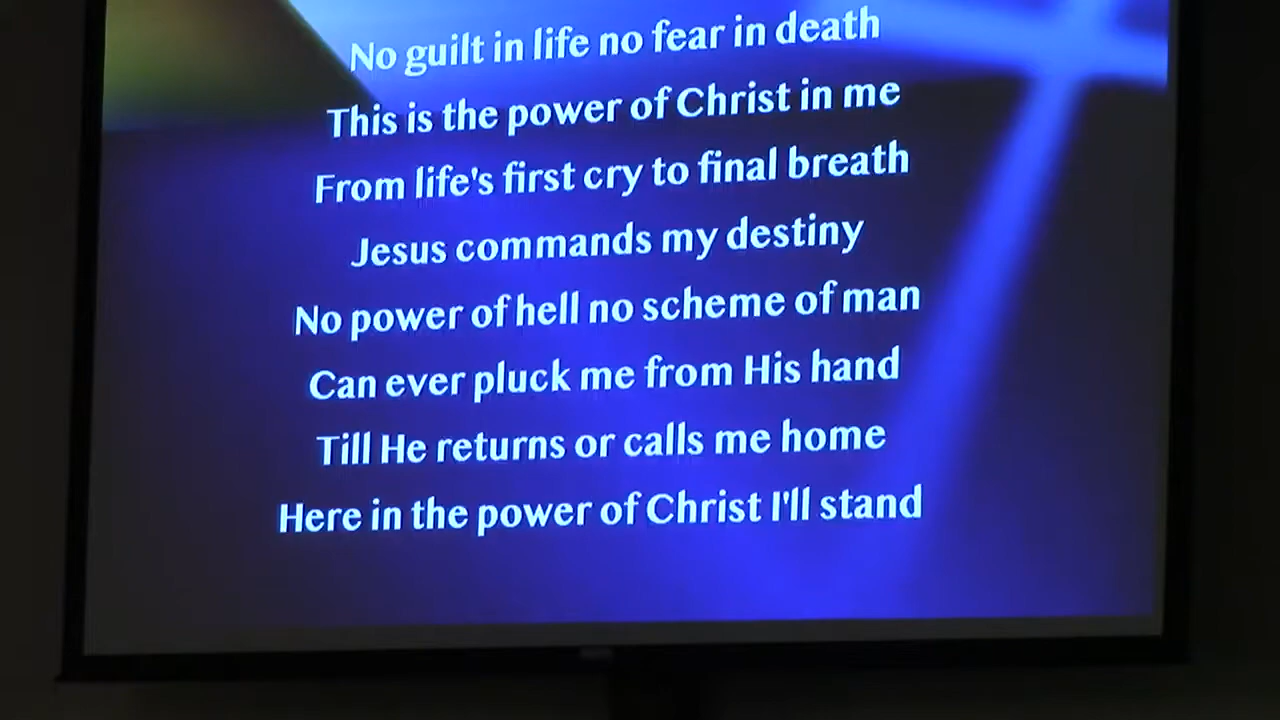 No guilt in life no fear in death
This is the power of Christ in me
From life's first cry to final breath
Jesus commands my destiny
No power of hell no scheme of man
Can ever pluck me from His hand
Till He returns or calls me home
Here in the power of Christ I'll stand